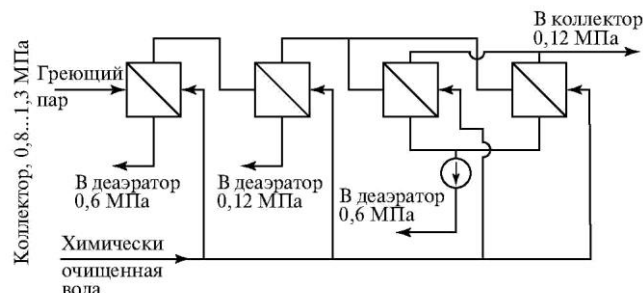 В коллектор
0,12 МПа
Коллектор, 0,8...1,3 МПа
Греющий
пар
В деаэратор
0,6 МПа
В деаэратор
0,12 МПа
В деаэратор
0,6 МПа
Химически
очищенная
вода